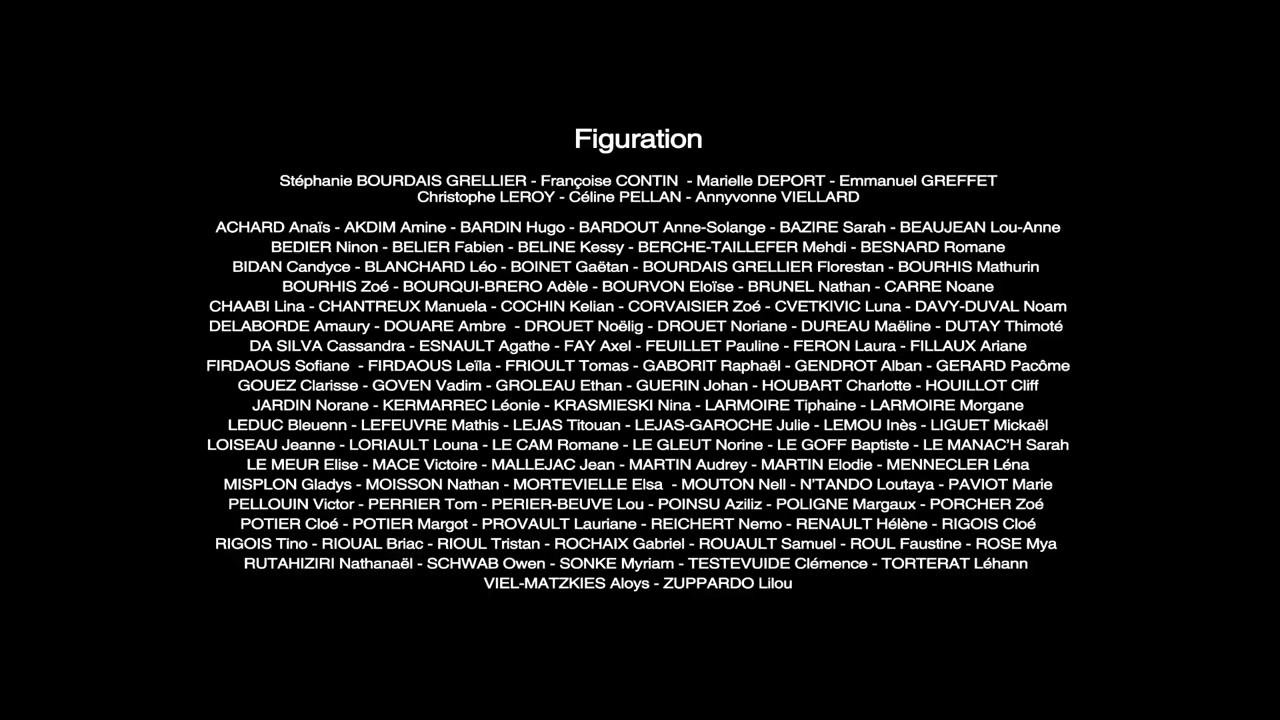 Figuration
Stéphanie BOURDAIS GRELLIER - Françoise CONTIN  - Marielle DEPORT - Emmanuel GREFFET
Christophe LEROY - Céline PELLAN - Annyvonne VIELLARD
ACHARD Anaïs - AKDIM Amine - BARDIN Hugo - BARDOUT Anne-Solange - BAZIRE Sarah - BEAUJEAN Lou-Anne
BEDIER Ninon - BELIER Fabien - BELINE Kessy - BERCHE-TAILLEFER Mehdi - BESNARD Romane
BIDAN Candyce - BLANCHARD Léo - BOINET Gaëtan - BOURDAIS GRELLIER Florestan - BOURHIS Mathurin
BOURHIS Zoé - BOURQUI-BRERO Adèle - BOURVON Eloïse - BRUNEL Nathan - CARRE Noane
CHAABI Lina - CHANTREUX Manuela - COCHIN Kelian - CORVAISIER Zoé - CVETKIVIC Luna - DAVY-DUVAL Noam
DELABORDE Amaury - DOUARE Ambre  - DROUET Noëlig - DROUET Noriane - DUREAU Maëline - DUTAY Thimoté
DA SILVA Cassandra - ESNAULT Agathe - FAY Axel - FEUILLET Pauline - FERON Laura - FILLAUX Ariane
FIRDAOUS Sofiane  - FIRDAOUS Leïla - FRIOULT Tomas - GABORIT Raphaël - GENDROT Alban - GERARD Pacôme
GOUEZ Clarisse - GOVEN Vadim - GROLEAU Ethan - GUERIN Johan - HOUBART Charlotte - HOUILLOT Cliff
JARDIN Norane - KERMARREC Léonie - KRASMIESKI Nina - LARMOIRE Tiphaine - LARMOIRE Morgane
LEDUC Bleuenn - LEFEUVRE Mathis - LEJAS Titouan - LEJAS-GAROCHE Julie - LEMOU Inès - LIGUET Mickaël
LOISEAU Jeanne - LORIAULT Louna - LE CAM Romane - LE GLEUT Norine - LE GOFF Baptiste - LE MANAC’H Sarah
LE MEUR Elise - MACE Victoire - MALLEJAC Jean - MARTIN Audrey - MARTIN Elodie - MENNECLER Léna
MISPLON Gladys - MOISSON Nathan - MORTEVIELLE Elsa  - MOUTON Nell - N’TANDO Loutaya - PAVIOT Marie
PELLOUIN Victor - PERRIER Tom - PERIER-BEUVE Lou - POINSU Aziliz - POLIGNE Margaux - PORCHER Zoé
POTIER Cloé - POTIER Margot - PROVAULT Lauriane - REICHERT Nemo - RENAULT Hélène - RIGOIS Cloé
RIGOIS Tino - RIOUAL Briac - RIOUL Tristan - ROCHAIX Gabriel - ROUAULT Samuel - ROUL Faustine - ROSE Mya
RUTAHIZIRI Nathanaël - SCHWAB Owen - SONKE Myriam - TESTEVUIDE Clémence - TORTERAT Léhann
VIEL-MATZKIES Aloys - ZUPPARDO Lilou